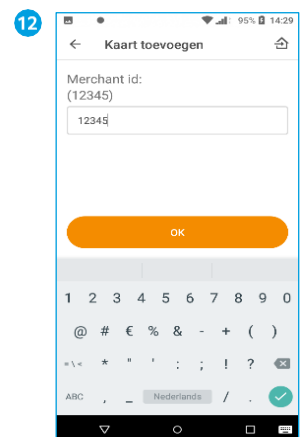 12
95% 14:29
Kaart toevoegen
Merchant id:
(12345)
12345
OK
1 2 3 4 5 6 7 8 9 0
@ # € % & - + ( )
= \ < * " ' : ; ! ?
ABC , _ Nederlands / .